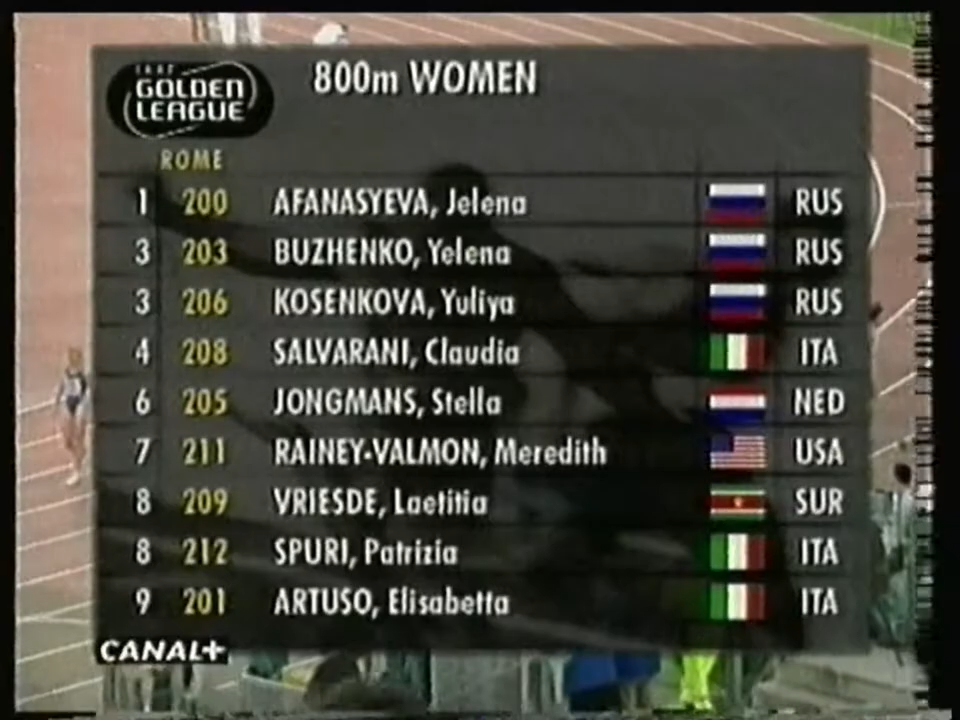 IAAF
GOLDEN
LEAGUE
800m WOMEN
ROME
1 200 AFANASYEVA, Jelena RUS
3 203 BUZHENKO, Yelena RUS
3 206 KOSENKOVA, Yuliya RUS
4 208 SALVARANI, Claudia ITA
6 205 JONGMANS, Stella NED
7 211 RAINEY-VALMON, Meredith USA
8 209 VRIESDE, Laetitia SUR
8 212 SPURI, Patrizia ITA
9 201 ARTUSO, Elisabetta ITA
CANAL+